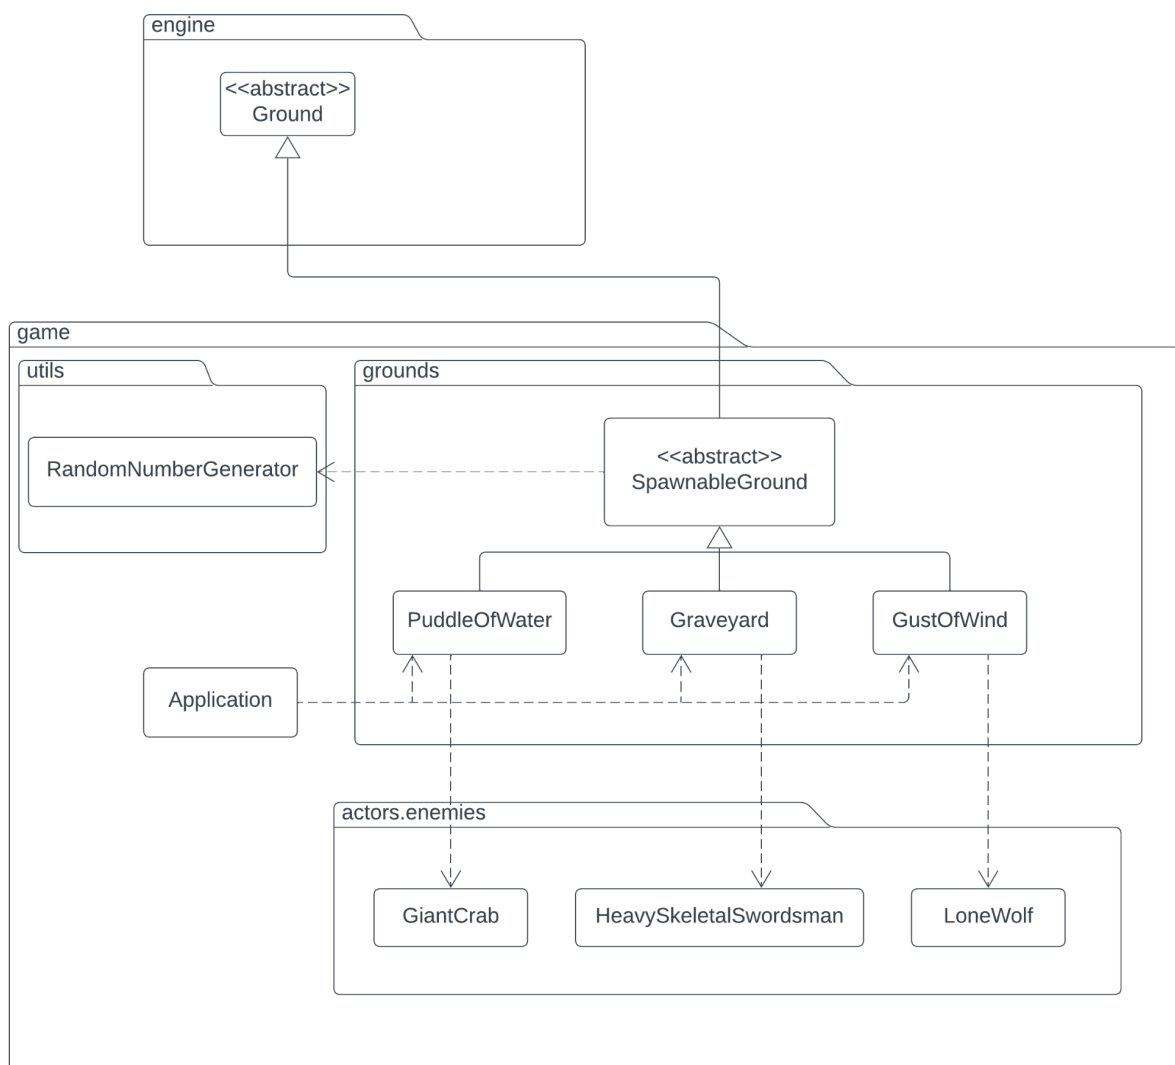 engine
<<abstract>>
Ground
game
utils
grounds
RandomNumberGenerator
<<abstract>>
SpawnableGround
PuddleOfWater
Graveyard
GustOfWind
Application
actors.enemies
GiantCrab
HeavySkeletalSwordsman
LoneWolf